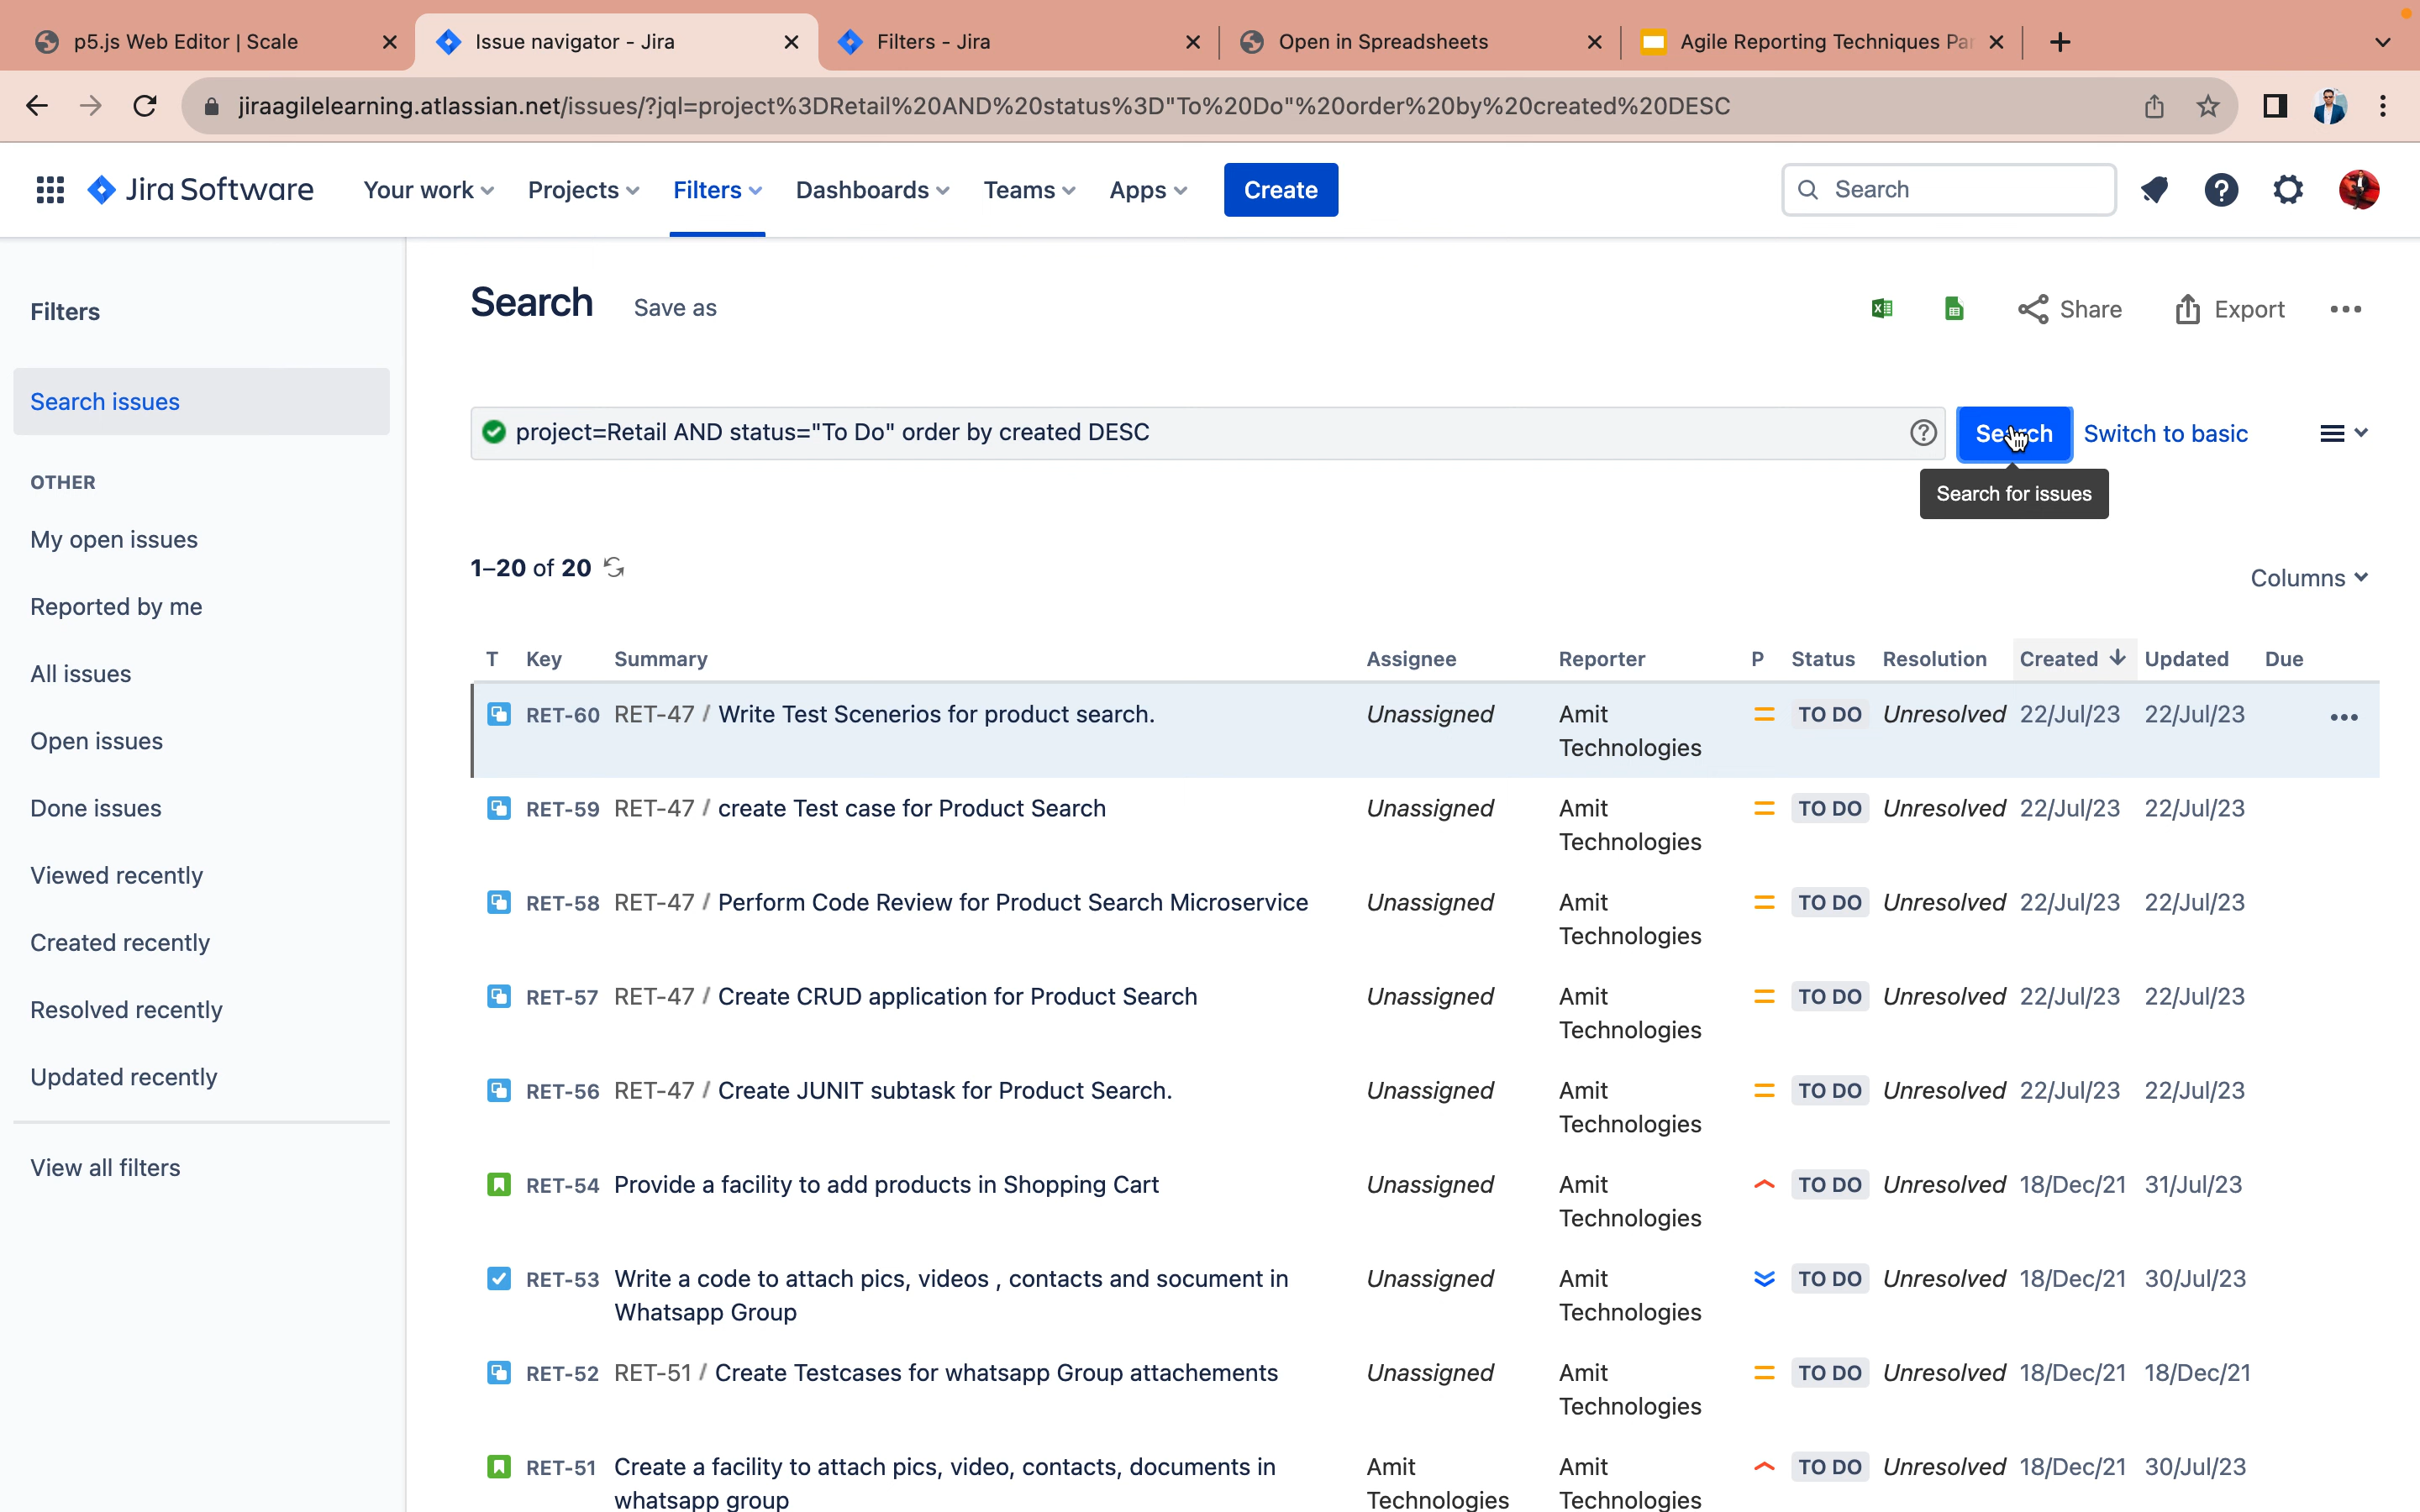 p5.js Web Editor | Scale
Issue navigator - Jira
Filters - Jira
Open in Spreadsheets
Agile Reporting Techniques Par
jiraagilelearning.atlassian.net/issues/?jql=project%3DRetail%20AND%20status%3D"To%20Do"%20order%20by%20created%20DESC
Jira Software
Your work
Projects
Filters
Dashboards
Teams
Apps
Create
Search
Filters
Search issues
OTHER
My open issues
Reported by me
All issues
Open issues
Done issues
Viewed recently
Created recently
Resolved recently
Updated recently
View all filters
Search
Save as
Share
Export
project=Retail AND status="To Do" order by created DESC
Search
Switch to basic
Search for issues
1–20 of 20
Columns
T Key Summary Assignee Reporter P Status Resolution Created Updated Due
RET-60 RET-47 / Write Test Scenerios for product search. Unassigned Amit TO DO Unresolved 22/Jul/23 22/Jul/23
Technologies
RET-59 RET-47 / create Test case for Product Search Unassigned Amit TO DO Unresolved 22/Jul/23 22/Jul/23
Technologies
RET-58 RET-47 / Perform Code Review for Product Search Microservice Unassigned Amit TO DO Unresolved 22/Jul/23 22/Jul/23
Technologies
RET-57 RET-47 / Create CRUD application for Product Search Unassigned Amit TO DO Unresolved 22/Jul/23 22/Jul/23
Technologies
RET-56 RET-47 / Create JUNIT subtask for Product Search. Unassigned Amit TO DO Unresolved 22/Jul/23 22/Jul/23
Technologies
RET-54 Provide a facility to add products in Shopping Cart Unassigned Amit TO DO Unresolved 18/Dec/21 31/Jul/23
Technologies
RET-53 Write a code to attach pics, videos , contacts and socument in Unassigned Amit TO DO Unresolved 18/Dec/21 30/Jul/23
Whatsapp Group Technologies
RET-52 RET-51 / Create Testcases for whatsapp Group attachements Unassigned Amit TO DO Unresolved 18/Dec/21 18/Dec/21
Technologies
RET-51 Create a facility to attach pics, video, contacts, documents in Amit Amit TO DO Unresolved 18/Dec/21 30/Jul/23
whatsapp group Technologies Technologies